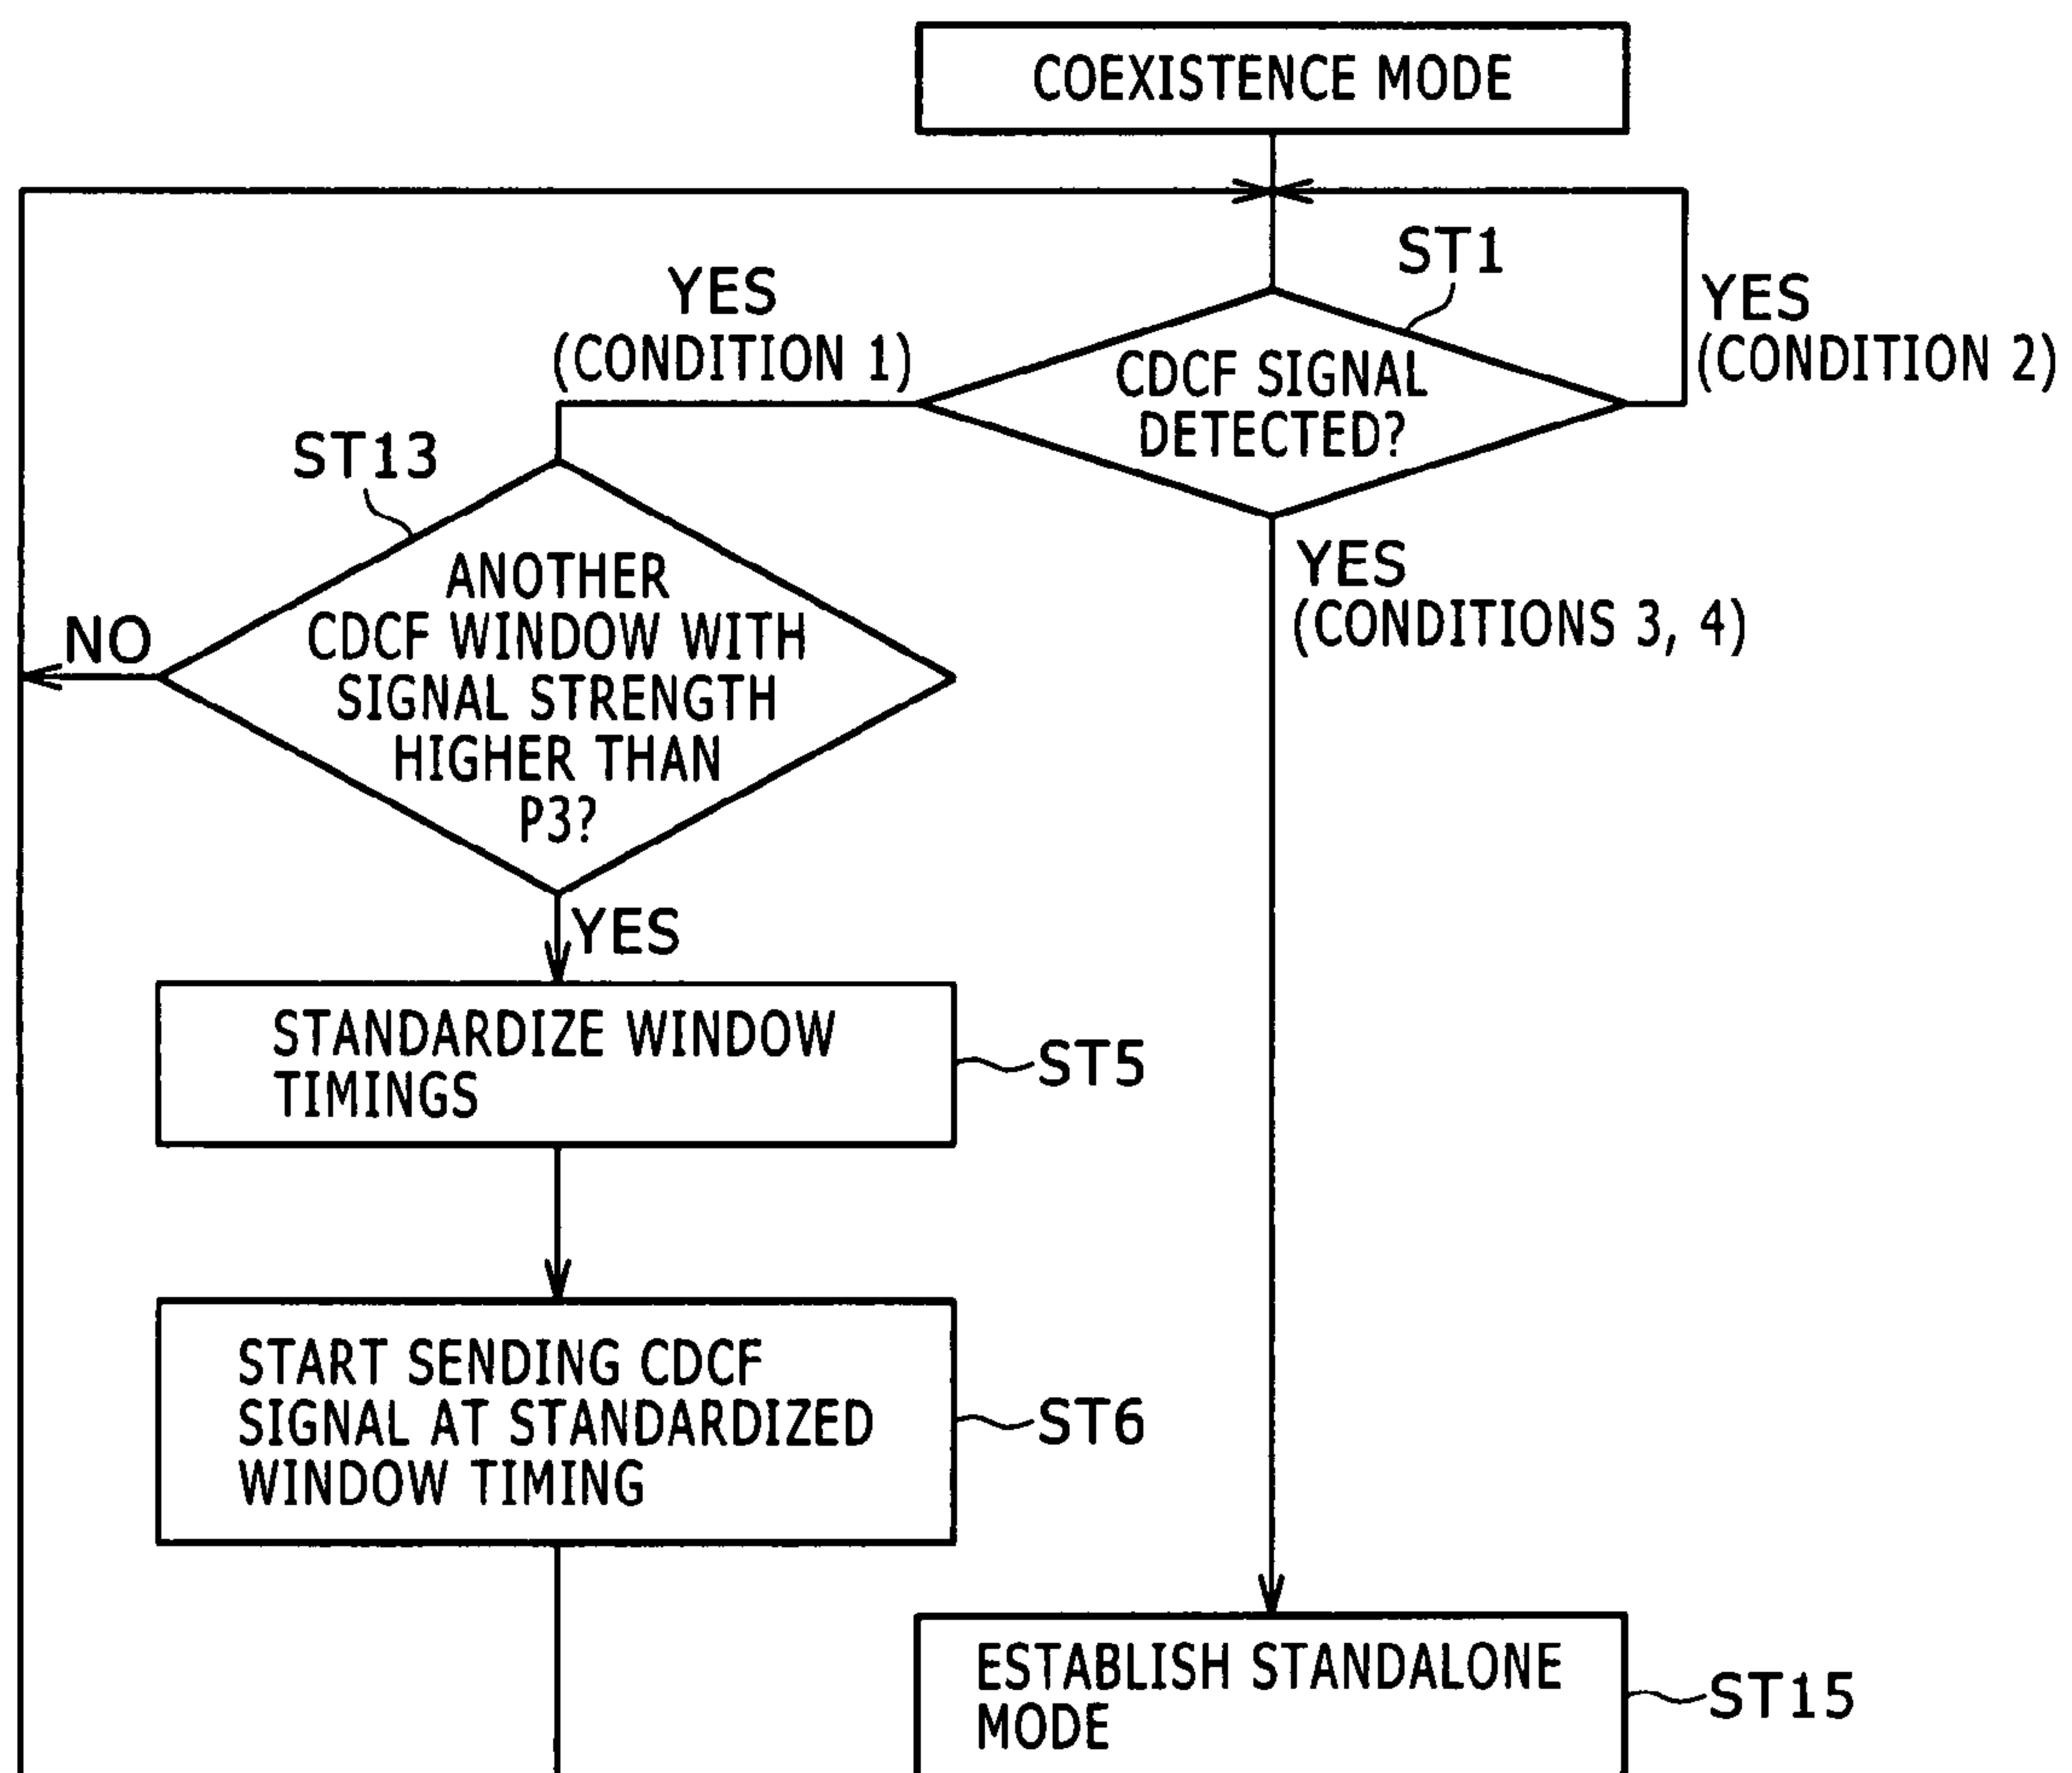 COEXISTENCE MODE
ST1
YES
(CONDITION 1)
YES
(CONDITION 2)
CDCF SIGNAL
DETECTED?
ST13
YES
(CONDITIONS 3, 4)
ANOTHER
CDCF WINDOW WITH
SIGNAL STRENGTH
HIGHER THAN
P3?
NO
YES
STANDARDIZE WINDOW
TIMINGS
ST5
START SENDING CDCF
SIGNAL AT STANDARDIZED
WINDOW TIMING
ST6
ESTABLISH STANDALONE
MODE
ST15